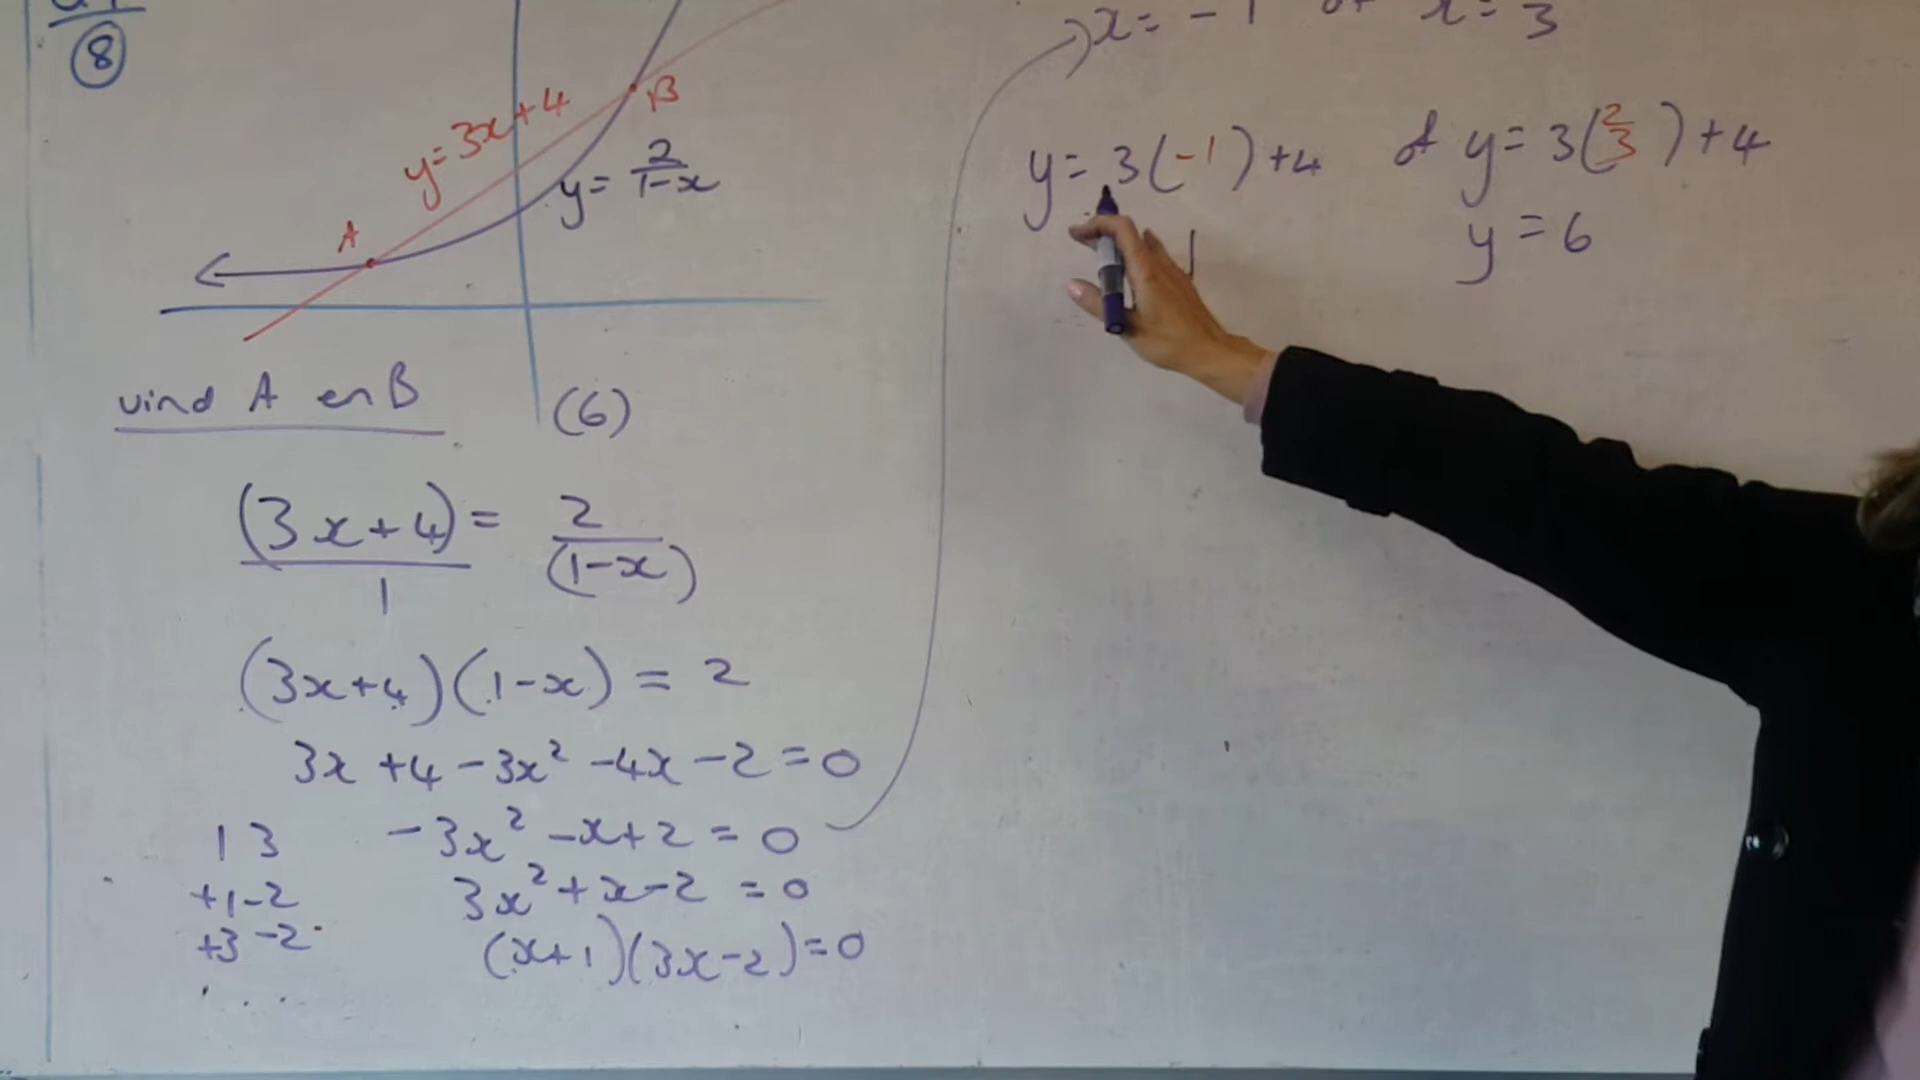 8
y=3x+4
B
y= 2/(1-x)
A
vind A en B (6)
(3x+4)/1 = 2/(1-x)
(3x+4)(1-x) = 2
3x +4 -3x² -4x -2 =0
1 3 -3x² -x+2 = 0
+1 -2 3x² +x-2 =0
+3 -2 (x+1)(3x-2)=0
x= -1 of x= 3
y= 3(-1) +4 of y= 3(2/3) +4
1 y = 6